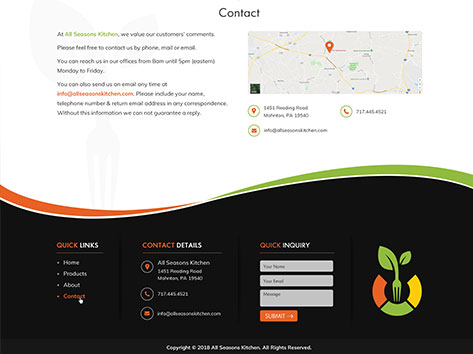 Contact
At All Seasons Kitchen, we value our customers' comments.
Please feel free to contact us by phone, mail or email.
You can reach us in our offices from 8am until 5pm (eastern)
Monday to Friday.
You can also send us an email any time at
info@allseasonskitchen.com. Please include your name,
telephone number & return email address in any correspondence.
Without this information we can not guarantee a reply.
1451 Reading Road
Mohnton, PA 19540
717.445.4521
info@allseasonskitchen.com
QUICK LINKS
Home
Products
About
Contact
CONTACT DETAILS
All Seasons Kitchen
1451 Reading Road
Mohnton, PA 19540
717.445.4521
info@allseasonskitchen.com
QUICK INQUIRY
Your Name
Your Email
Message
SUBMIT
Copyright © 2018 All Seasons Kitchen. All Rights Reserved.